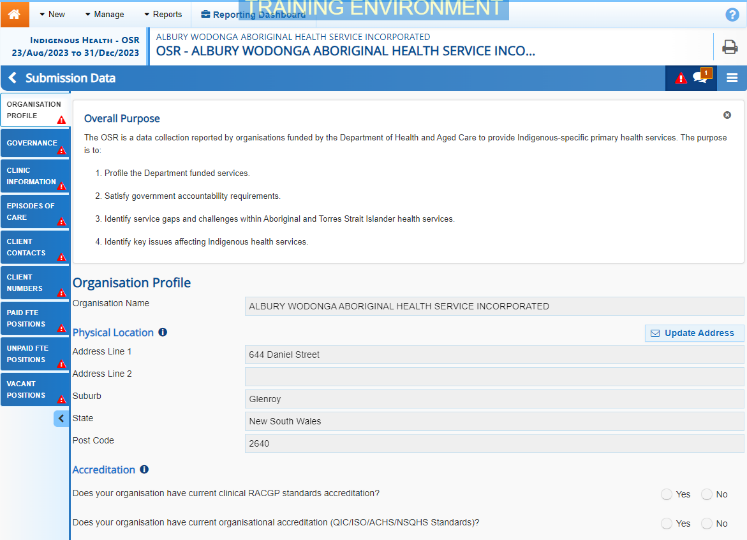 New
Manage
Reports
Reporting Dashboard
TRAINING ENVIRONMENT
?
Indigenous Health - OSR
23/Aug/2023 to 31/Dec/2023
ALBURY WODONGA ABORIGINAL HEALTH SERVICE INCORPORATED
OSR - ALBURY WODONGA ABORIGINAL HEALTH SERVICE INCO...
Submission Data
1
ORGANISATION
PROFILE
GOVERNANCE
CLINIC
INFORMATION
EPISODES OF
CARE
CLIENT
CONTACTS
CLIENT
NUMBERS
PAID FTE
POSITIONS
UNPAID FTE
POSITIONS
VACANT
POSITIONS
Overall Purpose
The OSR is a data collection reported by organisations funded by the Department of Health and Aged Care to provide Indigenous-specific primary health services. The purpose
is to:
1. Profile the Department funded services.
2. Satisfy government accountability requirements.
3. Identify service gaps and challenges within Aboriginal and Torres Strait Islander health services.
4. Identify key issues affecting Indigenous health services.
Organisation Profile
Organisation Name
ALBURY WODONGA ABORIGINAL HEALTH SERVICE INCORPORATED
Physical Location
Update Address
Address Line 1
644 Daniel Street
Address Line 2
Suburb
Glenroy
State
New South Wales
Post Code
2640
Accreditation
Does your organisation have current clinical RACGP standards accreditation?
Yes
No
Does your organisation have current organisational accreditation (QIC/ISO/ACHS/NSQHS Standards)?
Yes
No